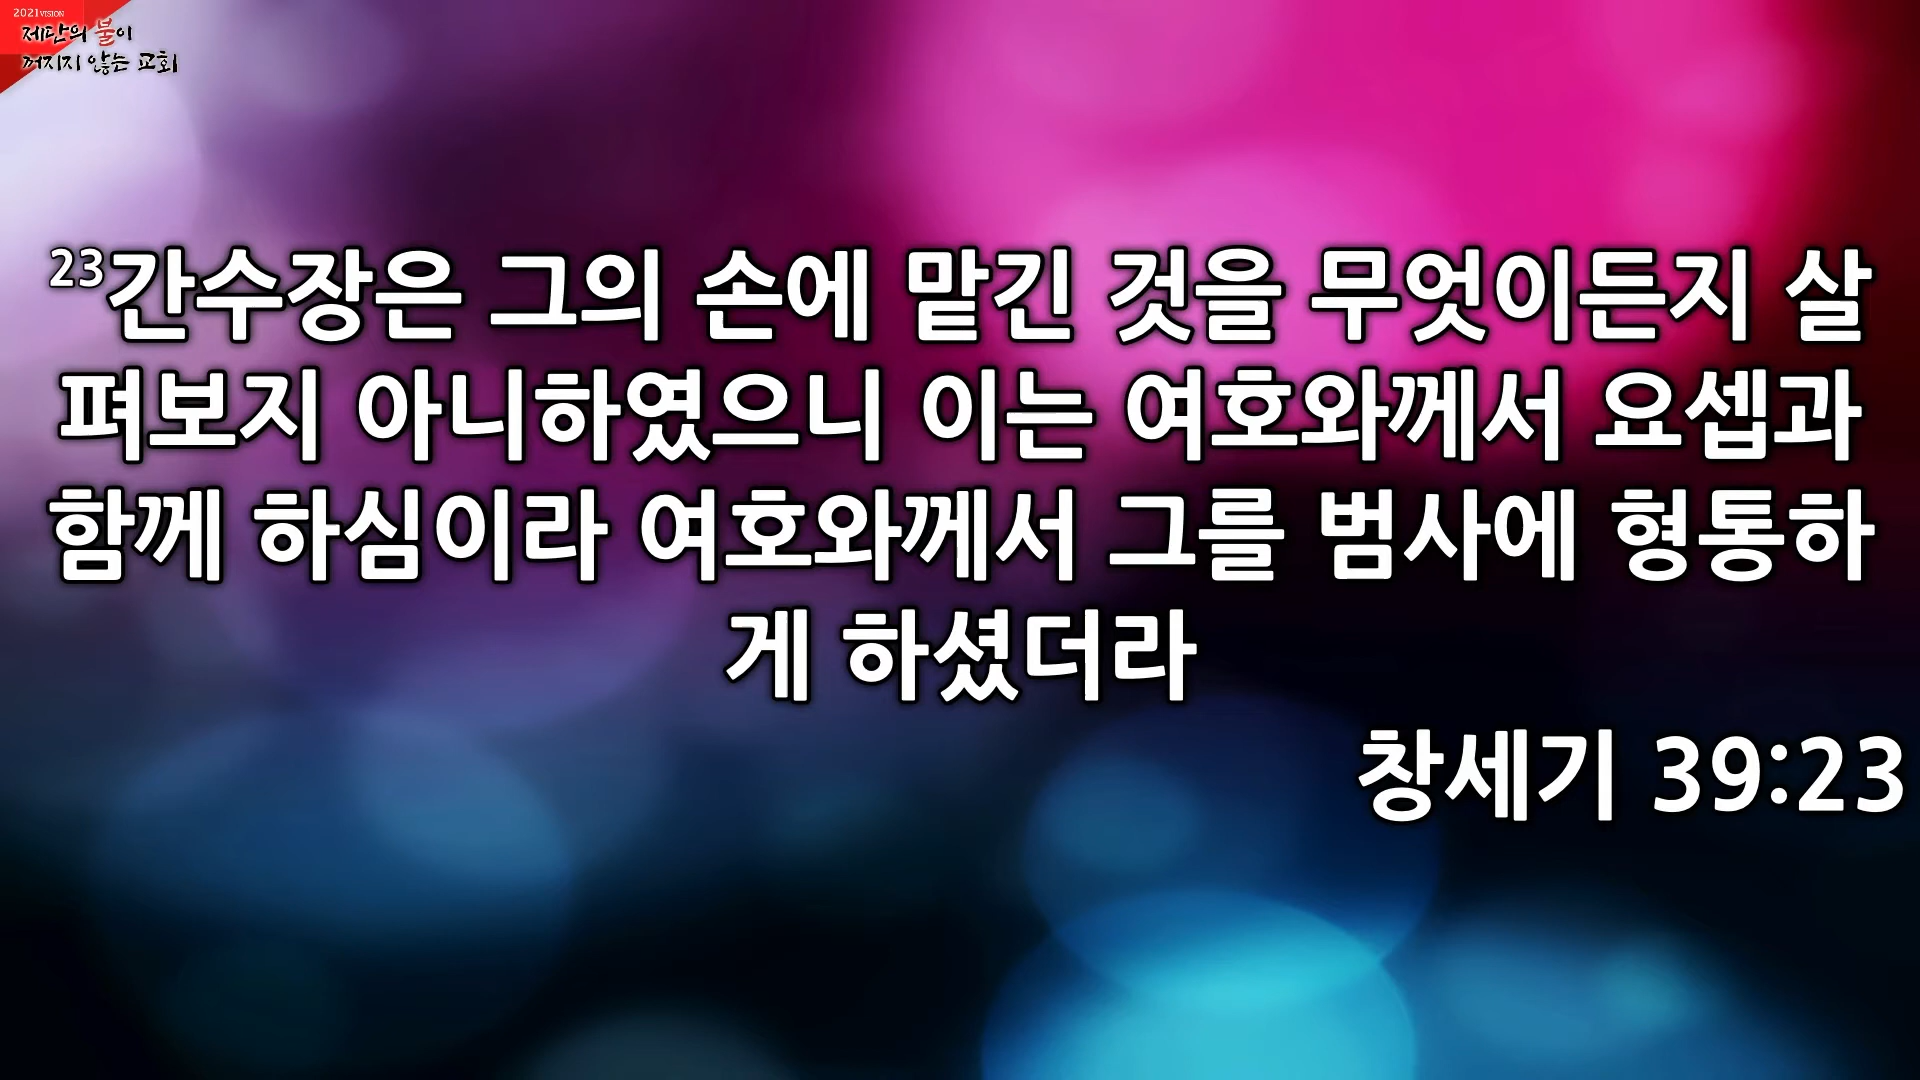 2021VISION
제단의 불이
꺼지지 않는 교회
23간수장은 그의 손에 맡긴 것을 무엇이든지 살
펴보지 아니하였으니 이는 여호와께서 요셉과
함께 하심이라 여호와께서 그를 범사에 형통하
게 하셨더라
창세기 39:23